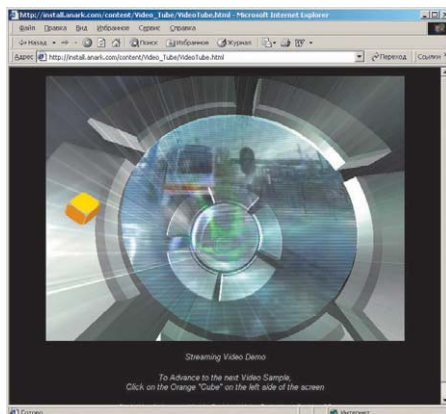 http://install.anark.com/content/Video_Tube/VideoTube.html - Microsoft Internet Explorer
Файл Правка Вид Избранное Сервис Справка
Назад Поиск Избранное Журнал
Адрес http://install.anark.com/content/Video_Tube/VideoTube.html Переход Ссылки
Streaming Video Demo
To Advance to the next Video Sample,
Click on the Orange "Cube" on the left side of the screen
Готово Интернет